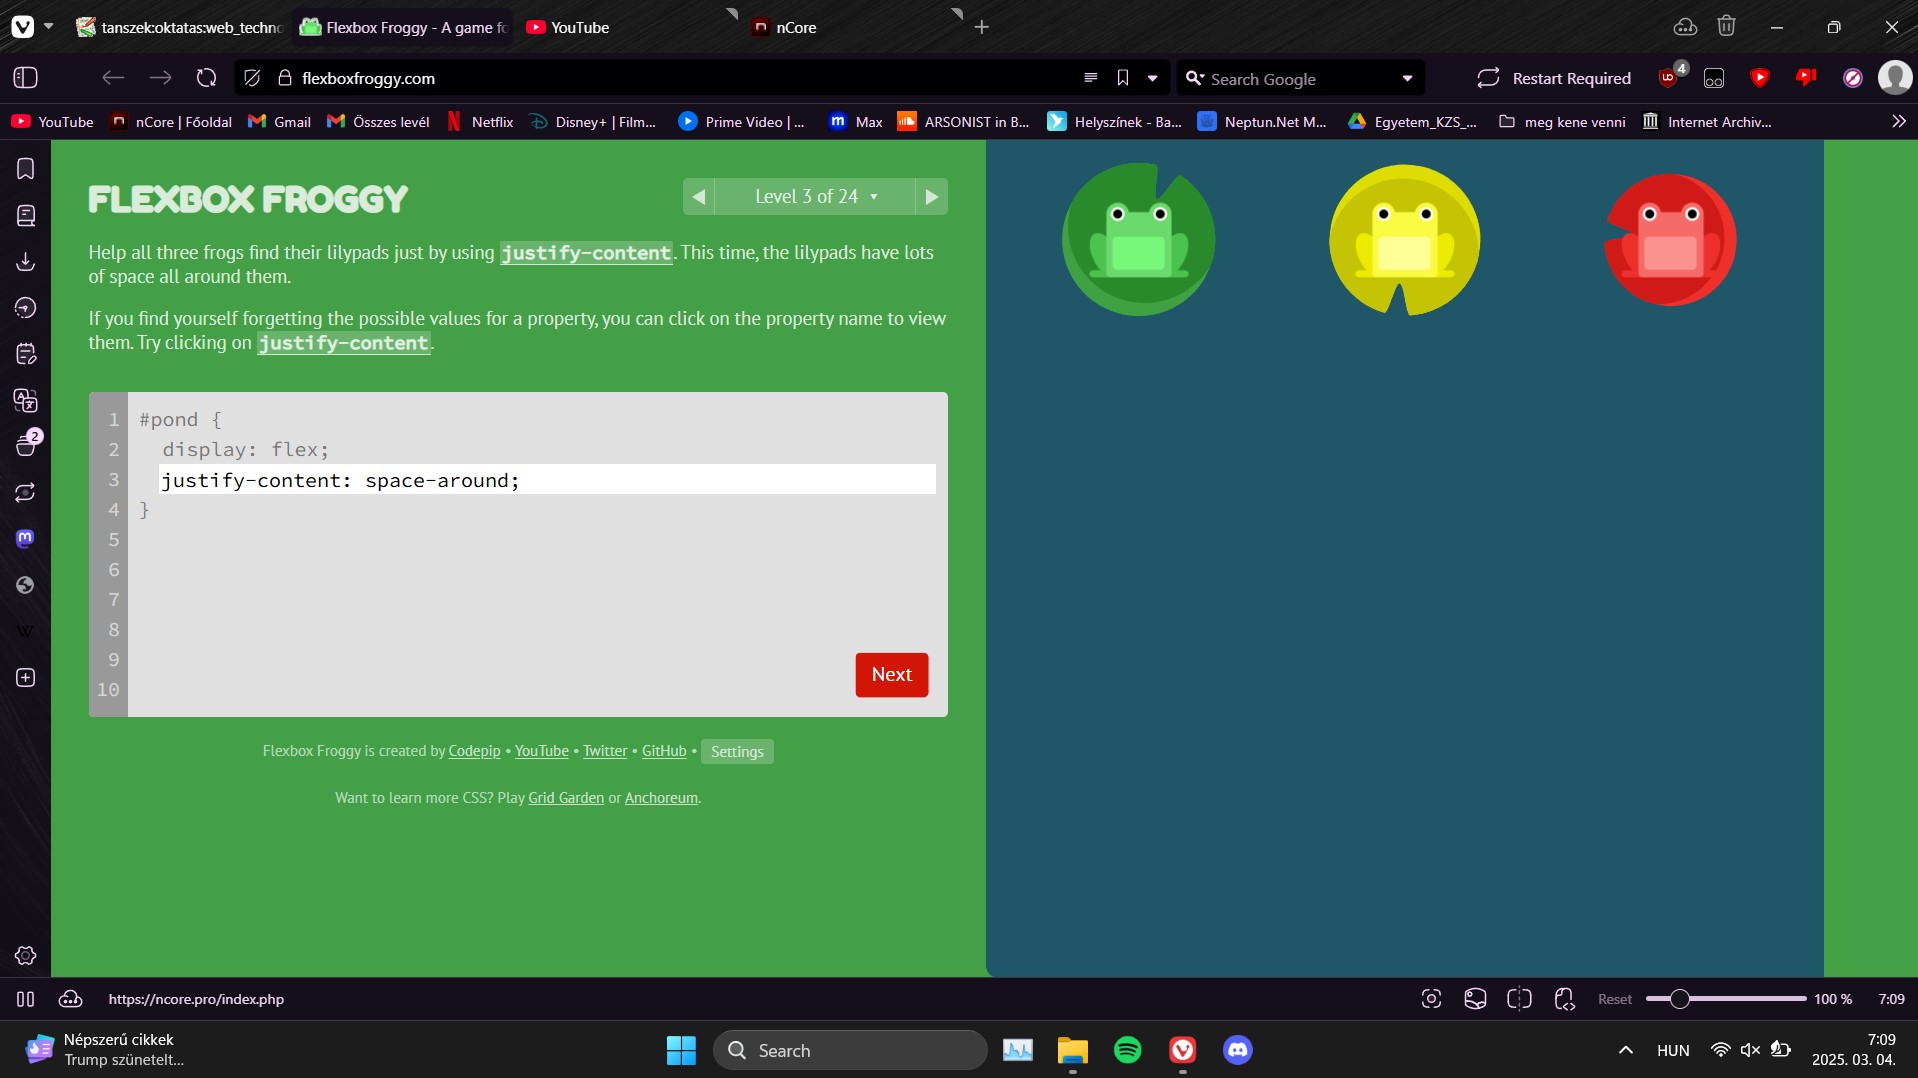 tanszek:oktatas:web_techno
Flexbox Froggy - A game fo
YouTube
nCore
flexboxfroggy.com
Search Google
Restart Required
4
YouTube
nCore | Főoldal
Gmail
Összes levél
Netflix
Disney+ | Film...
Prime Video | ...
Max
ARSONIST in B...
Helyszínek - Ba...
Neptun.Net M...
Egyetem_KZS_...
meg kene venni
Internet Archiv...
2
FLEXBOX FROGGY
Level 3 of 24
Help all three frogs find their lilypads just by using justify-content. This time, the lilypads have lots
of space all around them.
If you find yourself forgetting the possible values for a property, you can click on the property name to view
them. Try clicking on justify-content.
1 #pond {
2 display: flex;
3 justify-content: space-around;
4 }
5
6
7
8
9
10
Next
Flexbox Froggy is created by Codepip • YouTube • Twitter • GitHub • Settings
Want to learn more CSS? Play Grid Garden or Anchoreum.
https://ncore.pro/index.php
Reset
100 %
7:09
Népszerű cikkek
Trump szünetelt...
Search
HUN
7:09
2025. 03. 04.